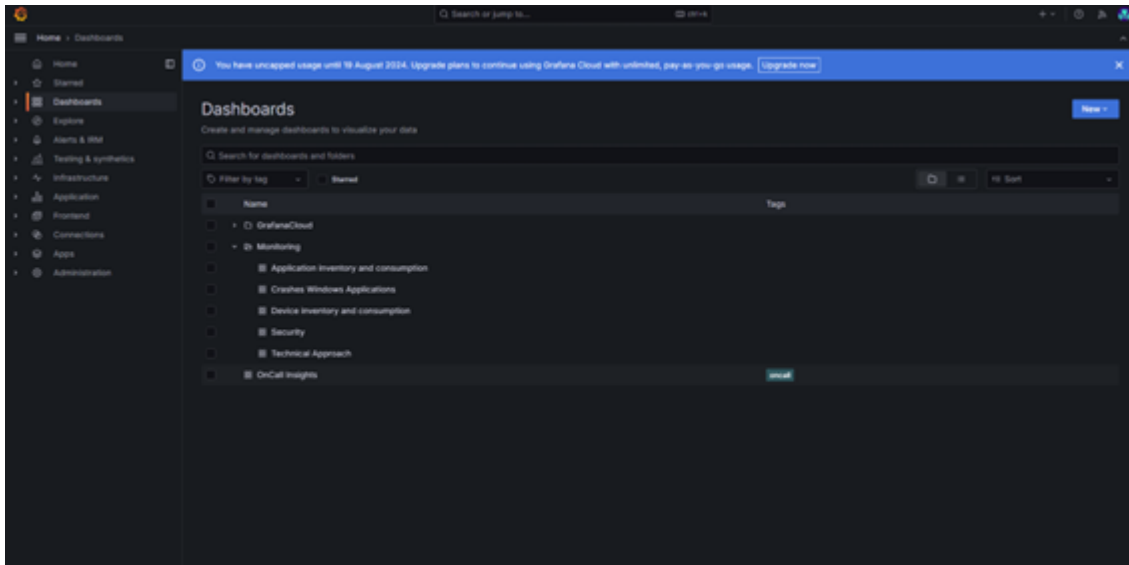 Search or jump to... ctrl+k
Home › Dashboards
Home
Starred
Dashboards
Explore
Alerts & IRM
Testing & synthetics
Infrastructure
Application
Frontend
Connections
Apps
Administration
You have uncapped usage until 19 August 2024. Upgrade plans to continue using Grafana Cloud with unlimited, pay-as-you-go usage. Upgrade now
Dashboards
New
Create and manage dashboards to visualize your data
Search for dashboards and folders
Filter by tag Starred Sort
Name Tags
GrafanaCloud
Monitoring
Application inventory and consumption
Crashes Windows Applications
Device inventory and consumption
Security
Technical Approach
OnCall Insights oncall